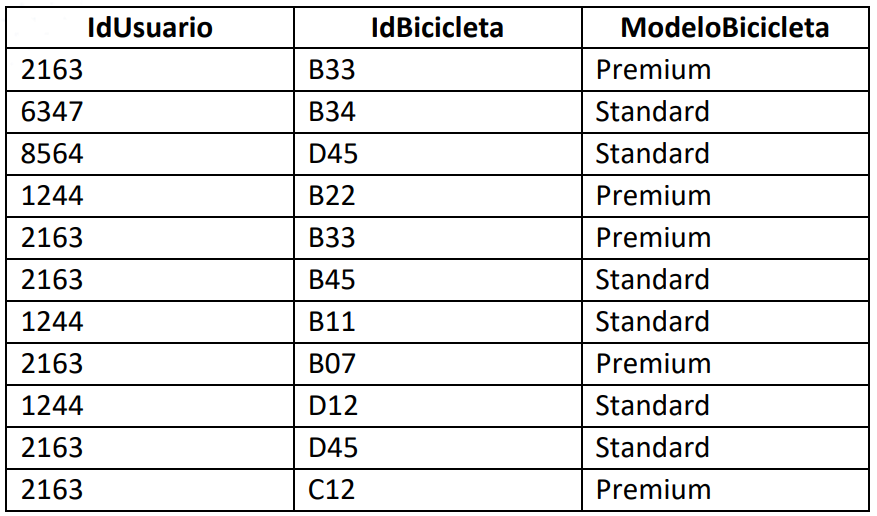 IdUsuario IdBicicleta ModeloBicicleta
2163 B33 Premium
6347 B34 Standard
8564 D45 Standard
1244 B22 Premium
2163 B33 Premium
2163 B45 Standard
1244 B11 Standard
2163 B07 Premium
1244 D12 Standard
2163 D45 Standard
2163 C12 Premium